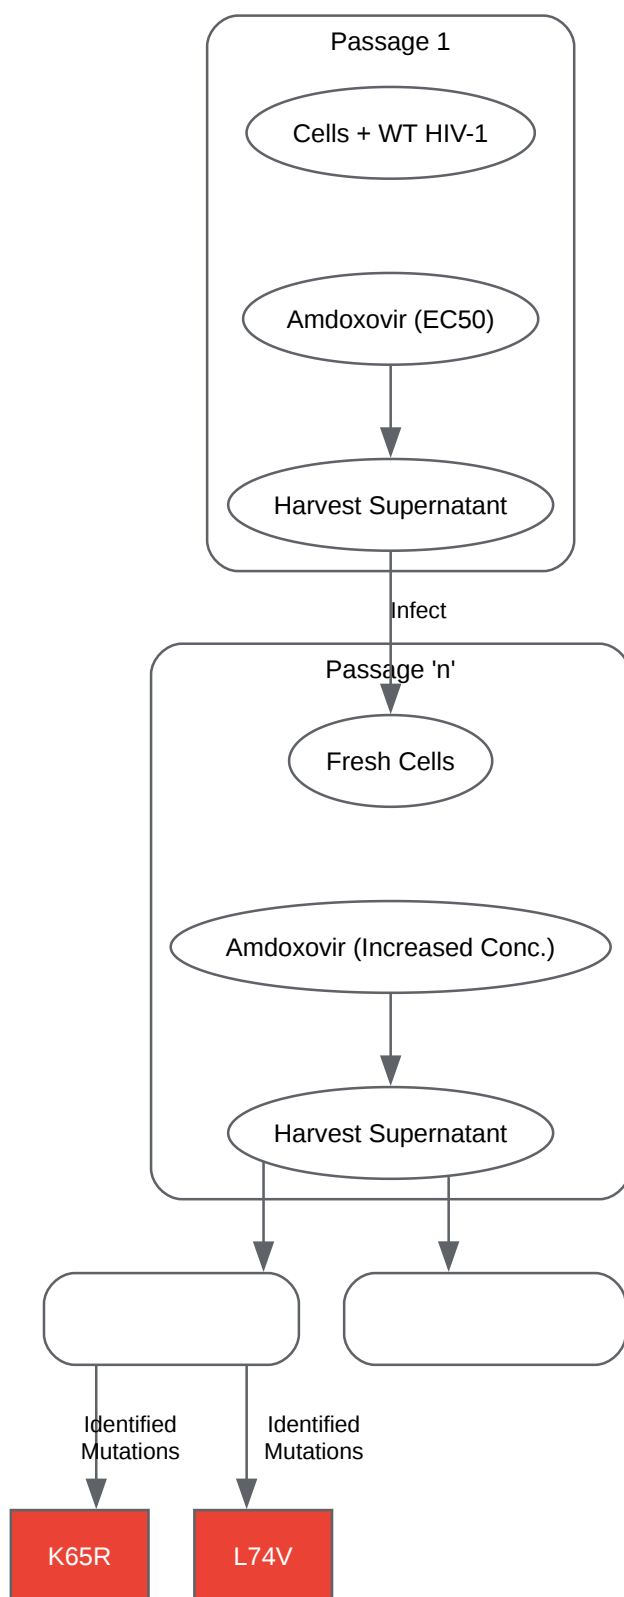 Passage 1
Cells + WT HIV-1
Amdoxovir (EC50)
Harvest Supernatant
Infect
Passage 'n'
Fresh Cells
Amdoxovir (Increased Conc.)
Harvest Supernatant
Identified
Mutations
Identified
Mutations
K65R
L74V